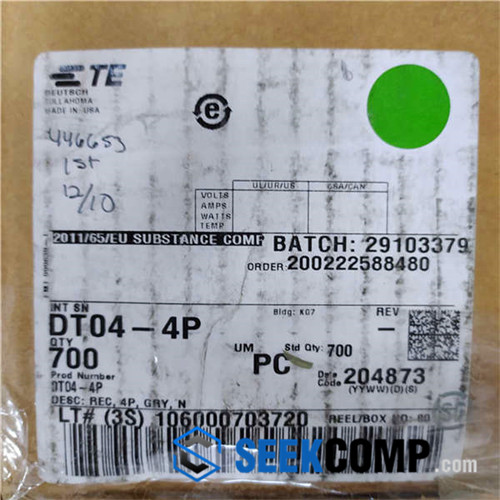 TE
DEUTSCH
MADE IN USA
446653
1st
12/10
UL/UR/US CSA/CAN
VOLTS
AMPS
WATTS
TEMP
2011/65/EU SUBSTANCE COMP
BATCH: 29103379
ORDER: 200222588480
INT SN
Bldg: K07
REV
DT04-4P
-
QTY
700
UM
PC
Std Qty: 700
Prod Number
DT04-4P
Date Code 204873
(YYWW)(D)(S)
DESC: REC, 4P, GRY, N
LT# (3S) 106000703720
REEL/BOX
SEEKCOMP.com